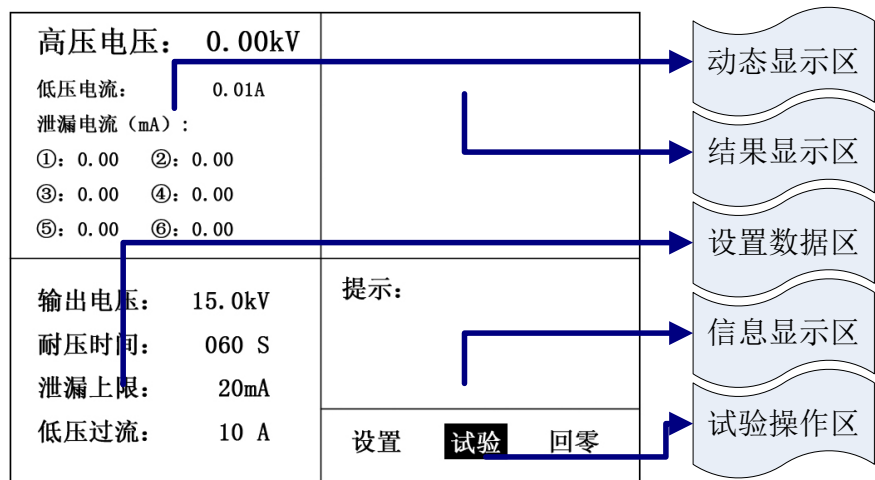 高压电压： 0.00kV
低压电流： 0.01A
泄漏电流（mA）:
①: 0.00 ②: 0.00
③: 0.00 ④: 0.00
⑤: 0.00 ⑥: 0.00
输出电压： 15.0kV
耐压时间： 060 S
泄漏上限： 20mA
低压过流： 10 A
提示：
设置 试验 回零
动态显示区
结果显示区
设置数据区
信息显示区
试验操作区